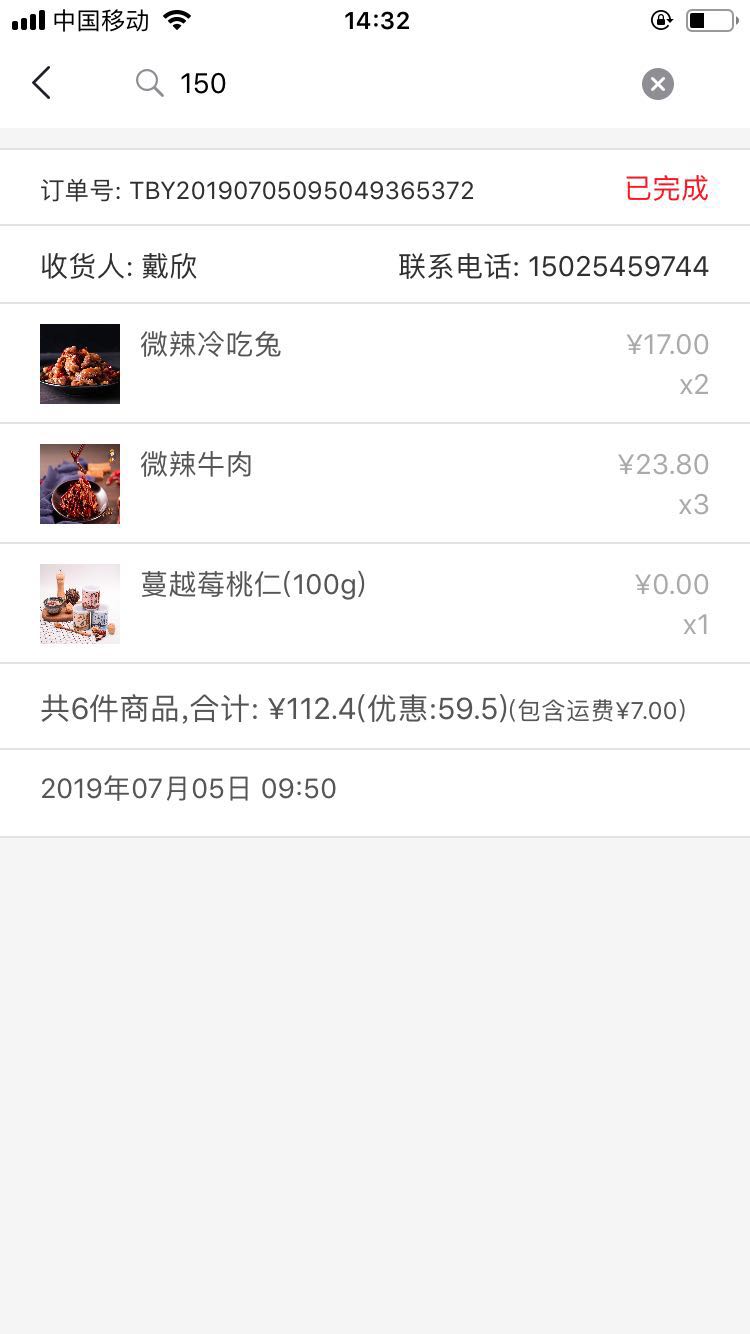 中国移动 14:32
150
订单号: TBY20190705095049365372 已完成
收货人: 戴欣 联系电话: 15025459744
微辣冷吃兔 ¥17.00
x2
微辣牛肉 ¥23.80
x3
蔓越莓桃仁(100g) ¥0.00
x1
共6件商品,合计: ¥112.4(优惠:59.5)(包含运费¥7.00)
2019年07月05日 09:50